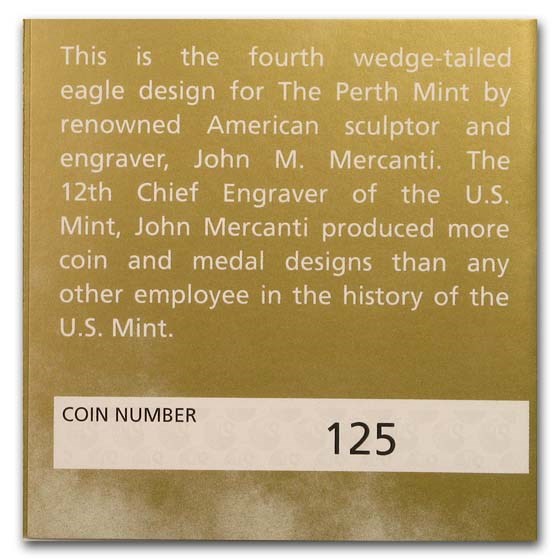 This is the fourth wedge-tailed
eagle design for The Perth Mint by
renowned American sculptor and
engraver, John M. Mercanti. The
12th Chief Engraver of the U.S.
Mint, John Mercanti produced more
coin and medal designs than any
other employee in the history of the
U.S. Mint.
COIN NUMBER
125